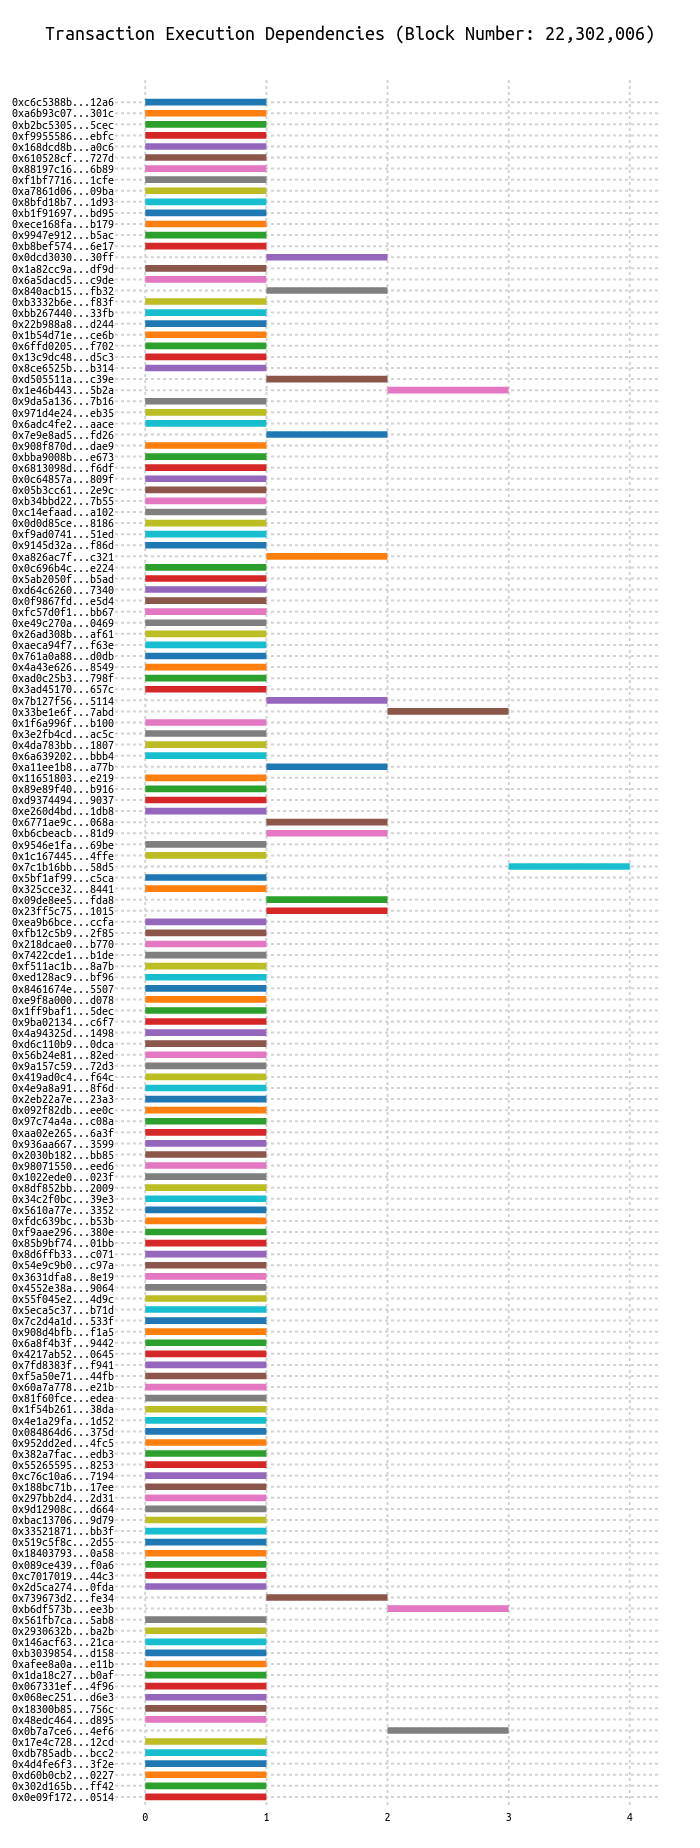 Transaction Execution Dependencies (Block Number: 22,302,006)
0xc6c5388b...12a6
0xa6b93c07...301c
0xb2bc5305...5cec
0xf9955586...ebfc
0x168dcd8b...a0c6
0x610528cf...727d
0x88197c16...6b89
0xf1bf7716...1cfe
0xa7861d06...09ba
0x8bfd18b7...1d93
0xb1f91697...bd95
0xece168fa...b179
0x9947e912...b5ac
0xb8bef574...6e17
0x0dcd3030...30ff
0x1a82cc9a...df9d
0x6a5dacd5...c9de
0x840acb15...fb32
0xb3332b6e...f83f
0xbb267440...33fb
0x22b988a8...d244
0x1b54d71e...ce6b
0x6ffd0205...f702
0x13c9dc48...d5c3
0x8ce6525b...b314
0xd505511a...c39e
0x1e46b443...5b2a
0x9da5a136...7b16
0x971d4e24...eb35
0x6adc4fe2...aace
0x7e9e8ad5...fd26
0x908f870d...dae9
0xbba9008b...e673
0x6813098d...f6df
0x0c64857a...809f
0x05b3cc61...2e9c
0xb34bbd22...7b55
0xc14efaad...a102
0x0d0d85ce...8186
0xf9ad0741...51ed
0x9145d32a...f86d
0xa826ac7f...c321
0x0c696b4c...e224
0x5ab2050f...b5ad
0xd64c6260...7340
0x0f9867fd...e5d4
0xfc57d0f1...bb67
0xe49c270a...0469
0x26ad308b...af61
0xaeca94f7...f63e
0x761a0a88...d0db
0x4a43e626...8549
0xad0c25b3...798f
0x3ad45170...657c
0x7b127f56...5114
0x33be1e6f...7abd
0x1f6a996f...b100
0x3e2fb4cd...ac5c
0x4da783bb...1807
0x6a639202...bbb4
0xa11ee1b8...a77b
0x11651803...e219
0x89e89f40...b916
0xd9374494...9037
0xe260d4bd...1db8
0x6771ae9c...068a
0xb6cbeacb...81d9
0x9546e1fa...69be
0x1c167445...4ffe
0x7c1b16bb...58d5
0x5bf1af99...c5ca
0x325cce32...8441
0x09de8ee5...fda8
0x23ff5c75...1015
0xea9b6bce...ccfa
0xfb12c5b9...2f85
0x218dcae0...b770
0x7422cde1...b1de
0xf511ac1b...8a7b
0xed128ac9...bf96
0x8461674e...5507
0xe9f8a000...d078
0x1ff9baf1...5dec
0x9ba02134...c6f7
0x4a94325d...1498
0xd6c110b9...0dca
0x56b24e81...82ed
0x9a157c59...72d3
0x419ad0c4...f64c
0x4e9a8a91...8f6d
0x2eb22a7e...23a3
0x092f82db...ee0c
0x97c74a4a...c08a
0xaa02e265...6a3f
0x936aa667...3599
0x2030b182...bb85
0x98071550...eed6
0x1022ede0...023f
0x8df852bb...2009
0x34c2f0bc...39e3
0x5610a77e...3352
0xfdc639bc...b53b
0xf9aae296...380e
0x85b9bf74...01bb
0x8d6ffb33...c071
0x54e9c9b0...c97a
0x3631dfa8...8e19
0x4552e38a...9064
0x55f045e2...4d9c
0x5eca5c37...b71d
0x7c2d4a1d...533f
0x908d4bfb...f1a5
0x6a8f4b3f...9442
0x4217ab52...0645
0x7fd8383f...f941
0xf5a50e71...44fb
0x60a7a778...e21b
0x81f60fce...edea
0x1f54b261...38da
0x4e1a29fa...1d52
0x084864d6...375d
0x952dd2ed...4fc5
0x382a7fac...edb3
0x55265595...8253
0xc76c10a6...7194
0x188bc71b...17ee
0x297bb2d4...2d31
0x9d12908c...d664
0xbac13706...9d79
0x33521871...bb3f
0x519c5f8c...2d55
0x18403793...0a58
0x089ce439...f0a6
0xc7017019...44c3
0x2d5ca274...0fda
0x739673d2...fe34
0xb6df573b...ee3b
0x561fb7ca...5ab8
0x2930632b...ba2b
0x146acf63...21ca
0xb3039854...d158
0xafee8a0a...e11b
0x1da18c27...b0af
0x067331ef...4f96
0x068ec251...d6e3
0x18300b85...756c
0x48edc464...d895
0x0b7a7ce6...4ef6
0x17e4c728...12cd
0xdb785adb...bcc2
0x4d4fe6f3...3f2e
0xd60b0cb2...0227
0x302d165b...ff42
0x0e09f172...0514
0 1 2 3 4